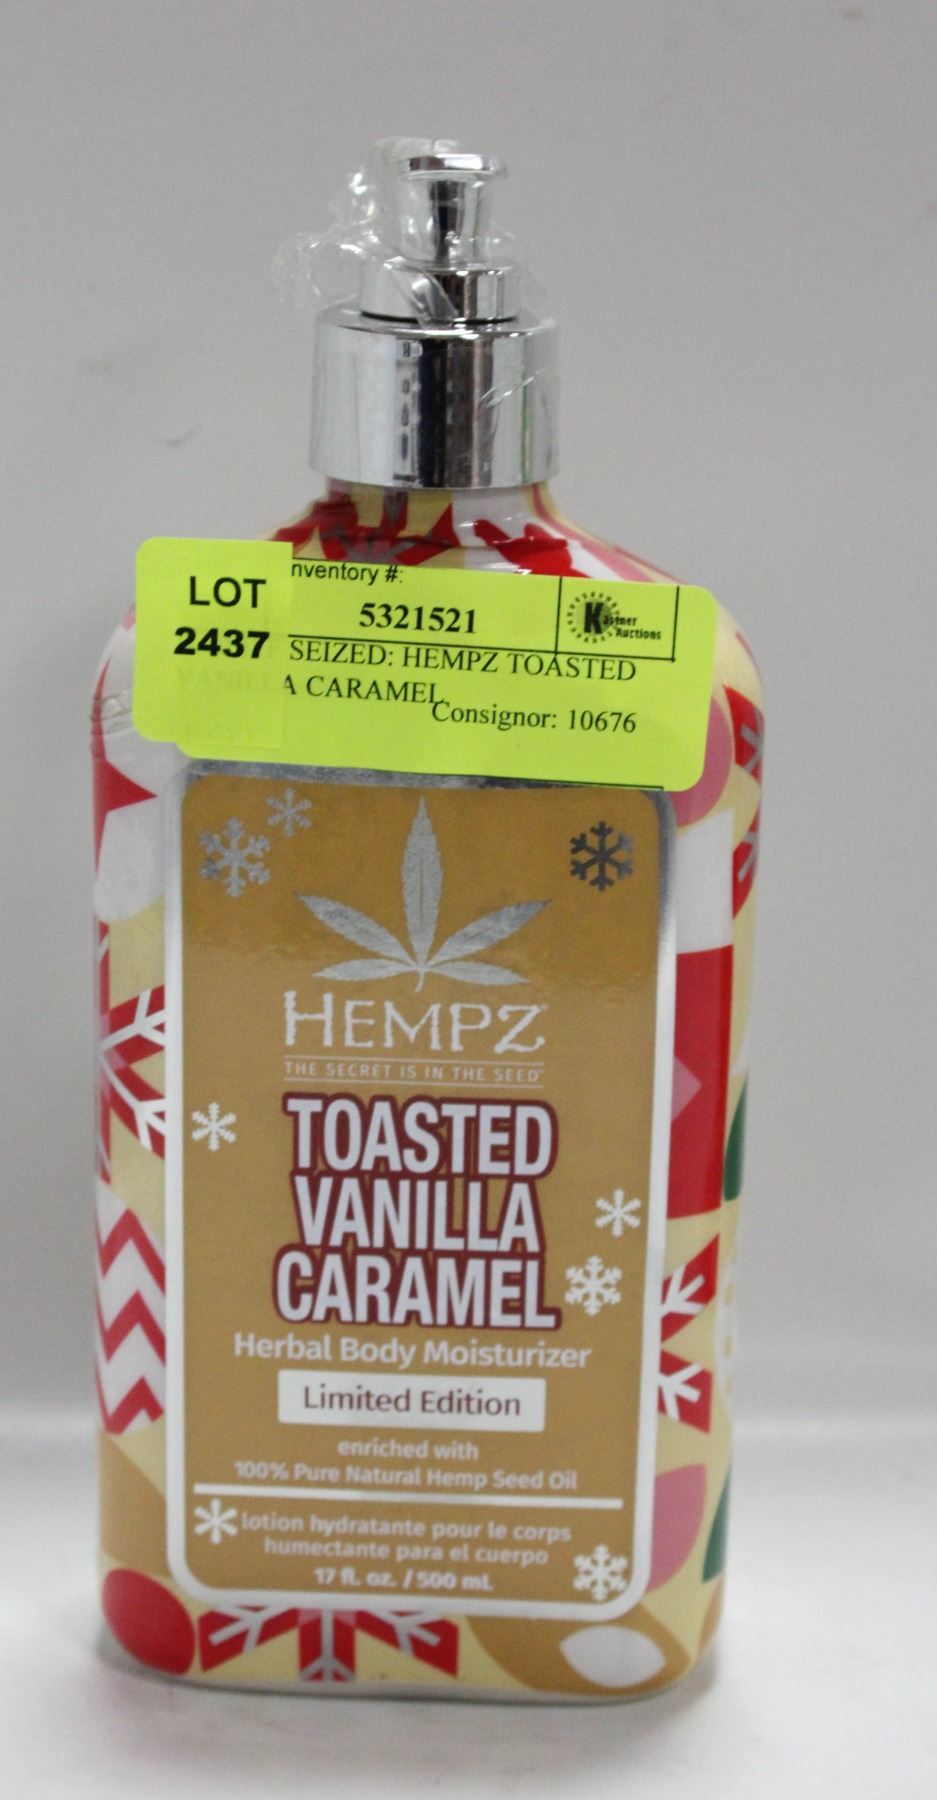 LOT
2437
nventory #:
5321521
Kastner
Auctions
SEIZED: HEMPZ TOASTED
A CARAMEL
Consignor: 10676
HEMPZ
THE SECRET IS IN THE SEED
TOASTED
VANILLA
CARAMEL
Herbal Body Moisturizer
Limited Edition
enriched with
100% Pure Natural Hemp Seed Oil
lotion hydratante pour le corps
humectante para el cuerpo
17 fl. oz. / 500 mL